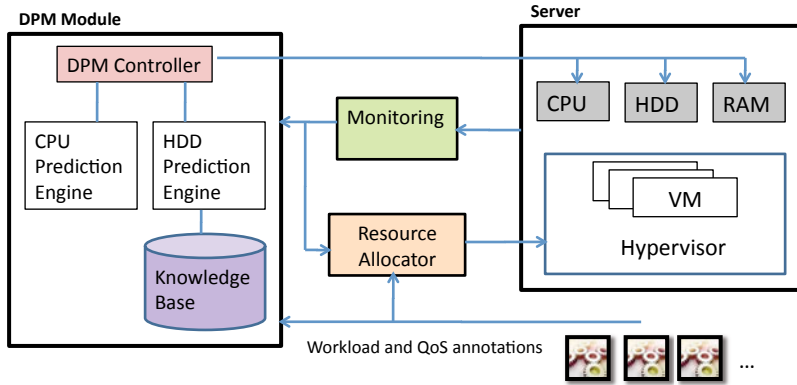 DPM Module
Server
DPM Controller
CPU
HDD
RAM
Monitoring
CPU
Prediction
Engine
HDD
Prediction
Engine
VM
Hypervisor
Resource
Allocator
Knowledge
Base
Workload and QoS annotations
...